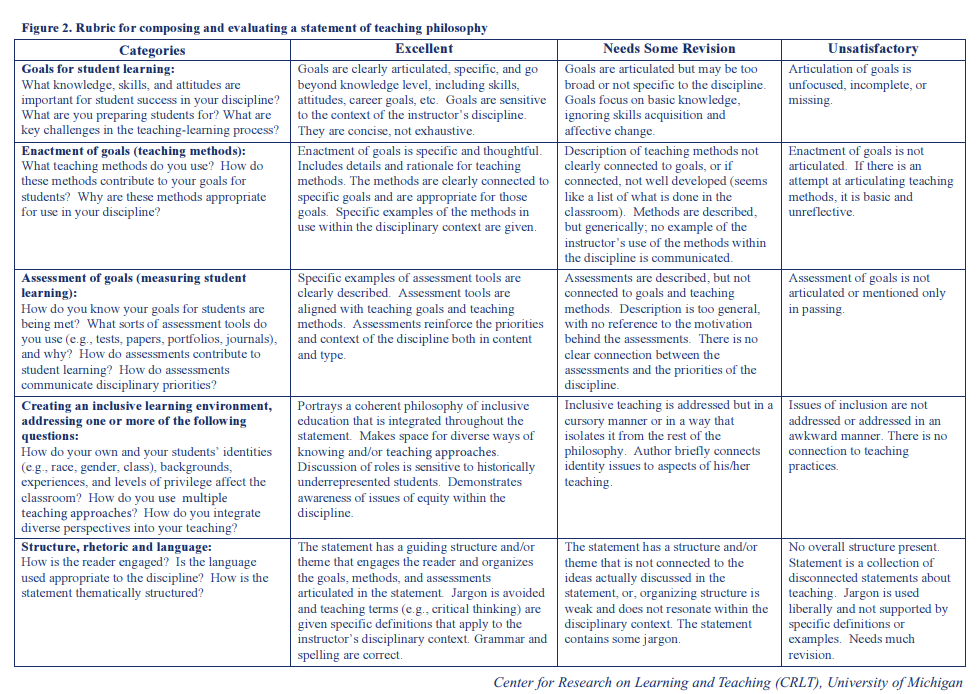 Figure 2. Rubric for composing and evaluating a statement of teaching philosophy
Categories
Excellent
Needs Some Revision
Unsatisfactory
Goals for student learning:
What knowledge, skills, and attitudes are
important for student success in your discipline?
What are you preparing students for? What are
key challenges in the teaching-learning process?
Goals are clearly articulated, specific, and go
beyond knowledge level, including skills,
attitudes, career goals, etc. Goals are sensitive
to the context of the instructor's discipline.
They are concise, not exhaustive.
Goals are articulated but may be too
broad or not specific to the discipline.
Goals focus on basic knowledge,
ignoring skills acquisition and
affective change.
Articulation of goals is
unfocused, incomplete, or
missing.
Enactment of goals (teaching methods):
What teaching methods do you use? How do
these methods contribute to your goals for
students? Why are these methods appropriate
for use in your discipline?
Enactment of goals is specific and thoughtful.
Includes details and rationale for teaching
methods. The methods are clearly connected to
specific goals and are appropriate for those
goals. Specific examples of the methods in
use within the disciplinary context are given.
Description of teaching methods not
clearly connected to goals, or if
connected, not well developed (seems
like a list of what is done in the
classroom). Methods are described,
but generically; no example of the
instructor's use of the methods within
the discipline is communicated.
Enactment of goals is not
articulated. If there is an
attempt at articulating teaching
methods, it is basic and
unreflective.
Assessment of goals (measuring student
learning):
How do you know your goals for students are
being met? What sorts of assessment tools do
you use (e.g., tests, papers, portfolios, journals),
and why? How do assessments contribute to
student learning? How do assessments
communicate disciplinary priorities?
Specific examples of assessment tools are
clearly described. Assessment tools are
aligned with teaching goals and teaching
methods. Assessments reinforce the priorities
and context of the discipline both in content
and type.
Assessments are described, but not
connected to goals and teaching
methods. Description is too general,
with no reference to the motivation
behind the assessments. There is no
clear connection between the
assessments and the priorities of the
discipline.
Assessment of goals is not
articulated or mentioned only
in passing.
Creating an inclusive learning environment,
addressing one or more of the following
questions:
How do your own and your students' identities
(e.g., race, gender, class), backgrounds,
experiences, and levels of privilege affect the
classroom? How do you use multiple
teaching approaches? How do you integrate
diverse perspectives into your teaching?
Portrays a coherent philosophy of inclusive
education that is integrated throughout the
statement. Makes space for diverse ways of
knowing and/or teaching approaches.
Discussion of roles is sensitive to historically
underrepresented students. Demonstrates
awareness of issues of equity within the
discipline.
Inclusive teaching is addressed but in a
cursory manner or in a way that
isolates it from the rest of the
philosophy. Author briefly connects
identity issues to aspects of his/her
teaching.
Issues of inclusion are not
addressed or addressed in an
awkward manner. There is no
connection to teaching
practices.
Structure, rhetoric and language:
How is the reader engaged? Is the language
used appropriate to the discipline? How is the
statement thematically structured?
The statement has a guiding structure and/or
theme that engages the reader and organizes
the goals, methods, and assessments
articulated in the statement. Jargon is avoided
and teaching terms (e.g., critical thinking) are
given specific definitions that apply to the
instructor's disciplinary context. Grammar and
spelling are correct.
The statement has a structure and/or
theme that is not connected to the
ideas actually discussed in the
statement, or, organizing structure is
weak and does not resonate within the
disciplinary context. The statement
contains some jargon.
No overall structure present.
Statement is a collection of
disconnected statements about
teaching. Jargon is used
liberally and not supported by
specific definitions or
examples. Needs much
revision.
Center for Research on Learning and Teaching (CRLT), University of Michigan